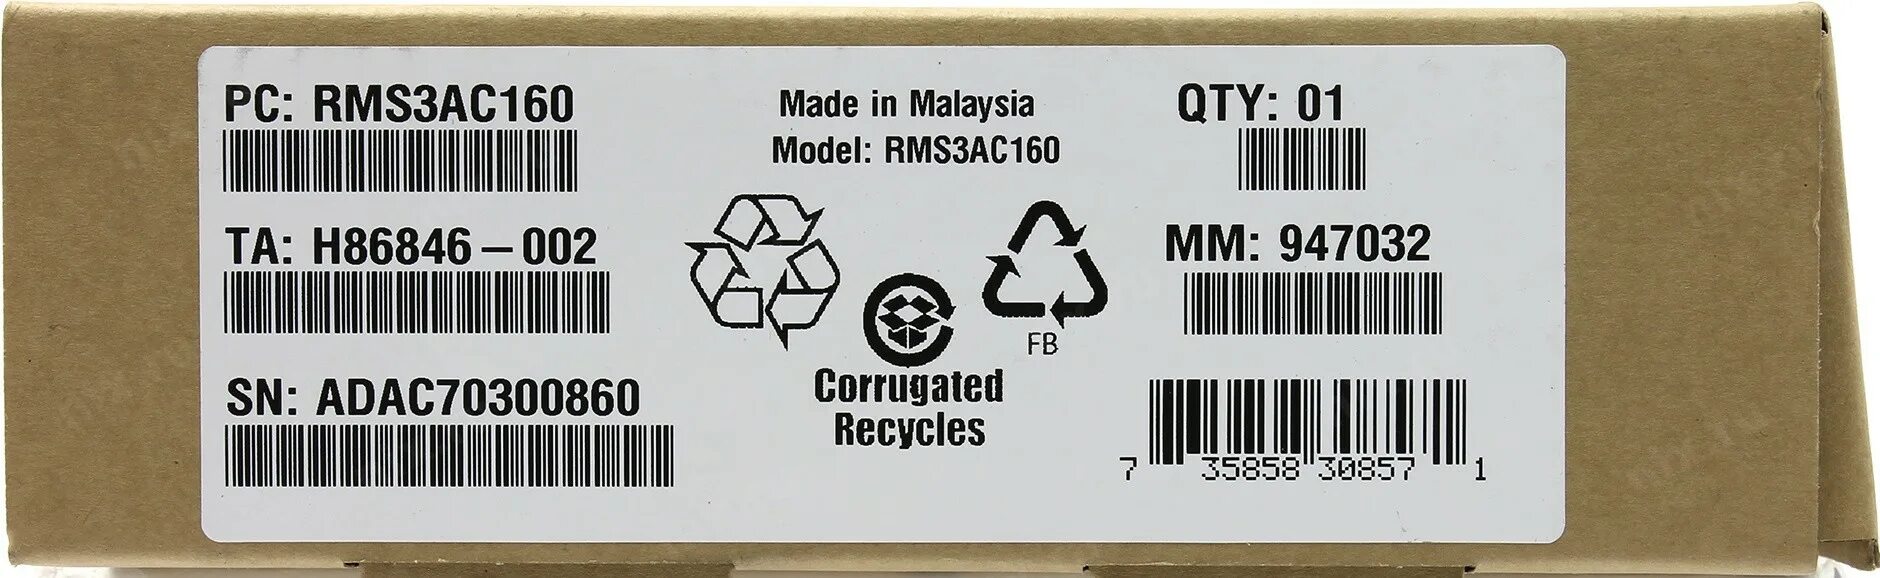 PC: RMS3AC160
TA: H86846-002
SN: ADAC70300860
Made in Malaysia
Model: RMS3AC160
FB
Corrugated
Recycles
QTY: 01
MM: 947032
7 35858 30857 1